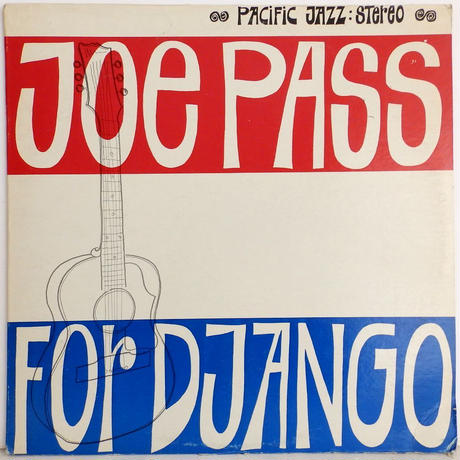 PACIFIC JAZZ: STEREO
JOE PASS
FOR DJANGO